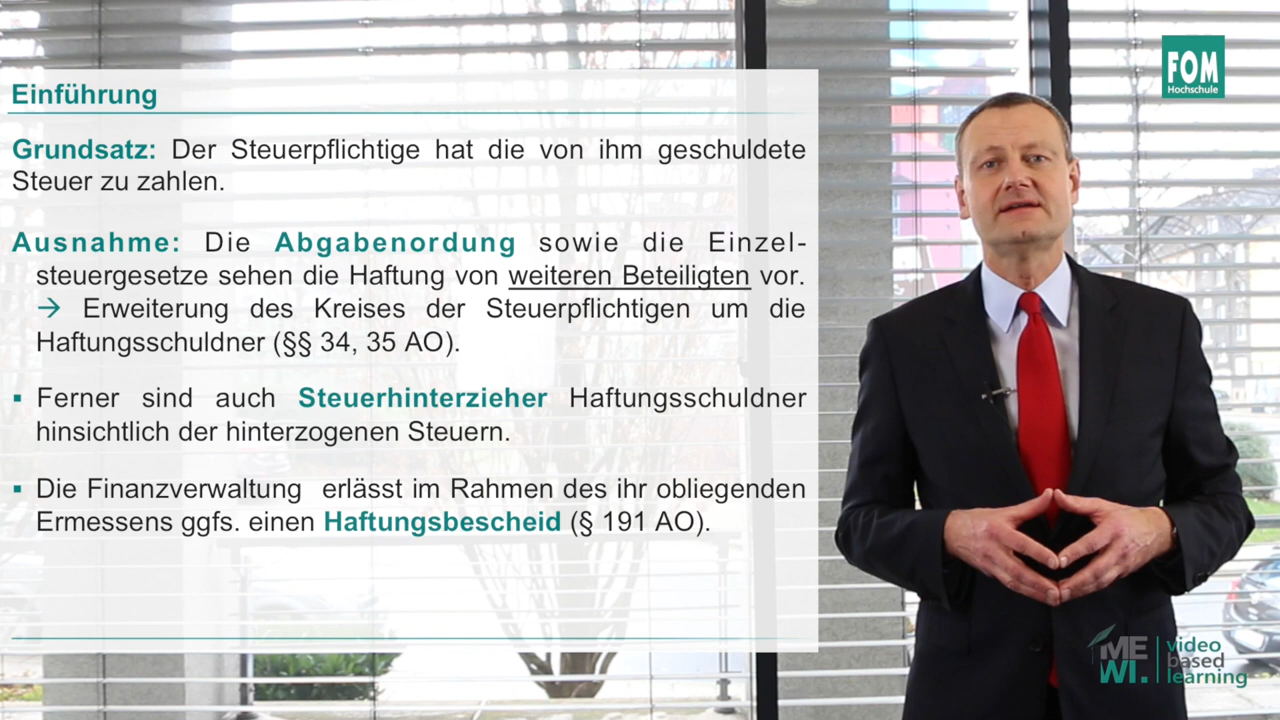 Einführung
Grundsatz: Der Steuerpflichtige hat die von ihm geschuldete
Steuer zu zahlen.
Ausnahme: Die Abgabenordung sowie die Einzel-
steuergesetze sehen die Haftung von weiteren Beteiligten vor.
→ Erweiterung des Kreises der Steuerpflichtigen um die
Haftungsschuldner (§§ 34, 35 AO).
▪ Ferner sind auch Steuerhinterzieher Haftungsschuldner
hinsichtlich der hinterzogenen Steuern.
▪ Die Finanzverwaltung erlässt im Rahmen des ihr obliegenden
Ermessens ggfs. einen Haftungsbescheid (§ 191 AO).
FOM
Hochschule
MEWI.
video
based
learning